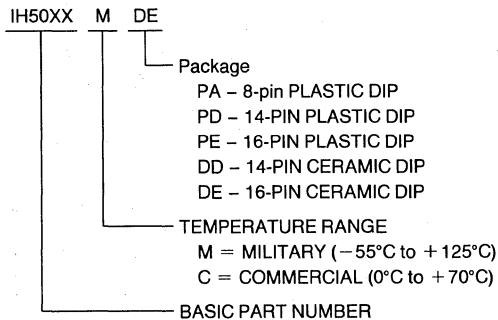 IH50XX M DE
Package
PA – 8-pin PLASTIC DIP
PD – 14-PIN PLASTIC DIP
PE – 16-PIN PLASTIC DIP
DD – 14-PIN CERAMIC DIP
DE – 16-PIN CERAMIC DIP
TEMPERATURE RANGE
M = MILITARY (−55°C to +125°C)
C = COMMERCIAL (0°C to +70°C)
BASIC PART NUMBER